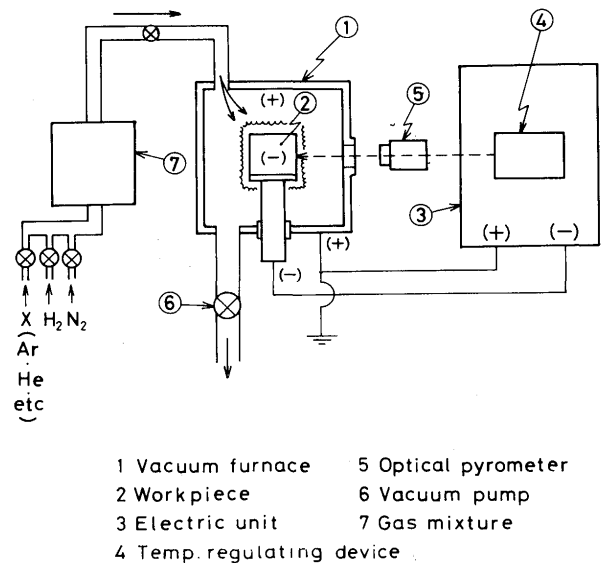 1
4
(+)
2
5
(-)
7
3
(+)
(-)
(+)
(-)
6
X H2 N2
(Ar
He
etc)
1 Vacuum furnace 5 Optical pyrometer
2 Workpiece 6 Vacuum pump
3 Electric unit 7 Gas mixture
4 Temp. regulating device